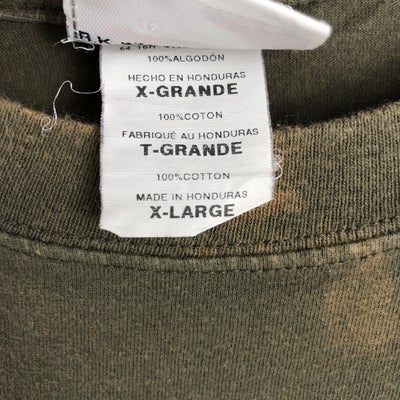 100%ALGODÓN
HECHO EN HONDURAS
X-GRANDE
100%COTON
FABRIQUÉ AU HONDURAS
T-GRANDE
100%COTTON
MADE IN HONDURAS
X-LARGE